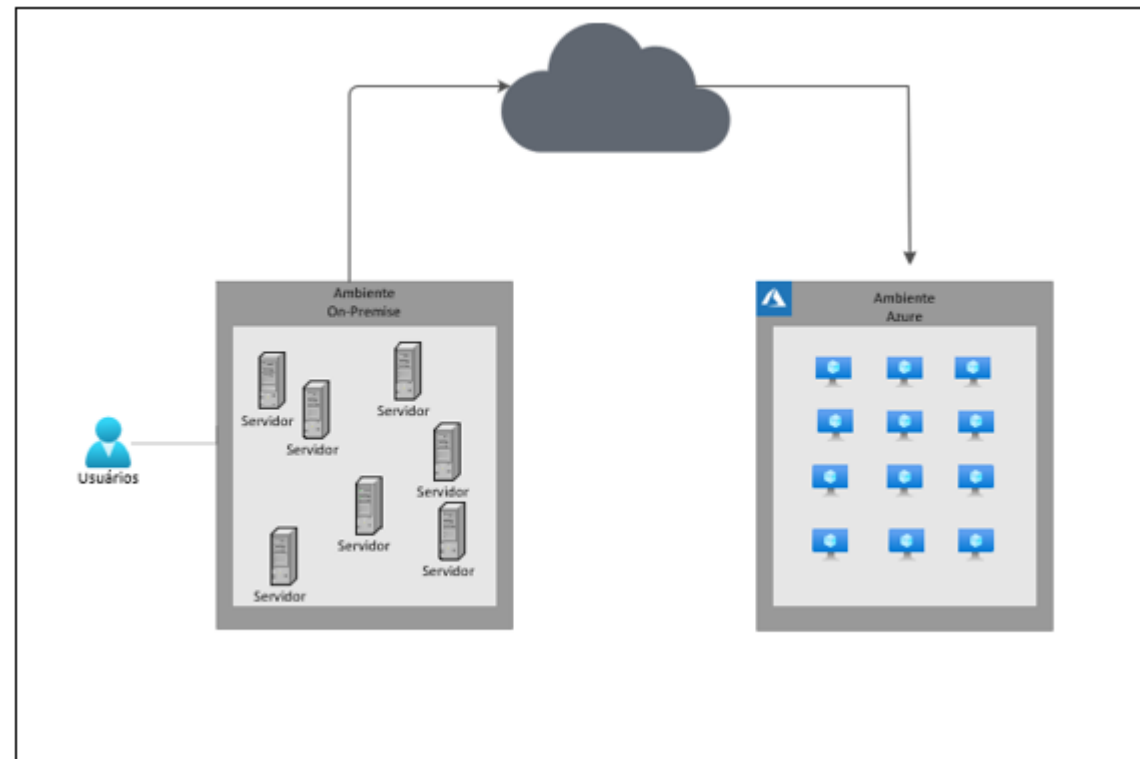 Ambiente
On-Premise
Ambiente
Azure
Servidor
Servidor
Servidor
Servidor
Usuários
Servidor
Servidor
Servidor